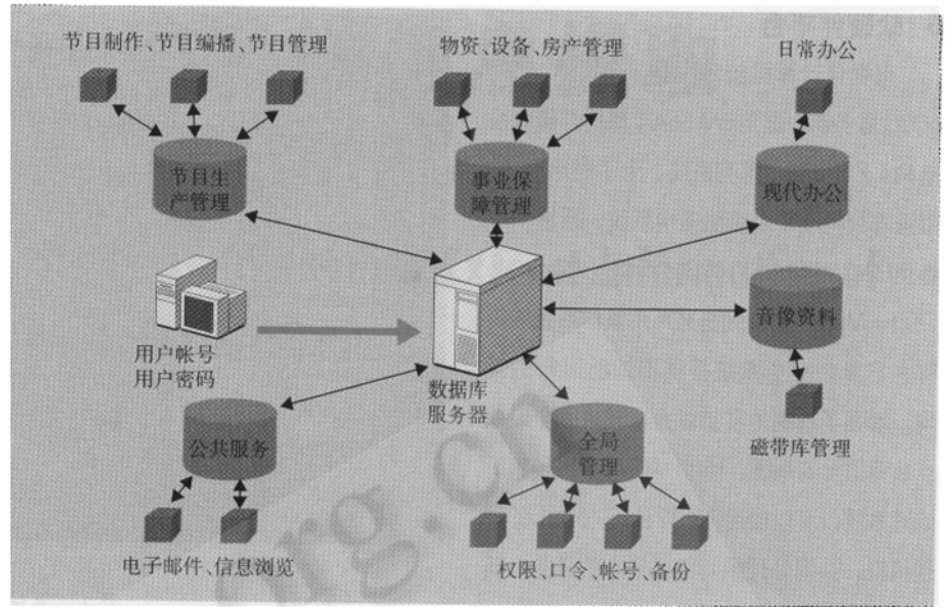 节目制作、节目编播、节目管理
物资、设备、房产管理
日常办公
节目生
产管理
事业保
障管理
现代办公
音像资料
用户帐号
用户密码
数据库
服务器
公共服务
全局
管理
磁带库管理
电子邮件、信息浏览
权限、口令、帐号、备份
rg.cn